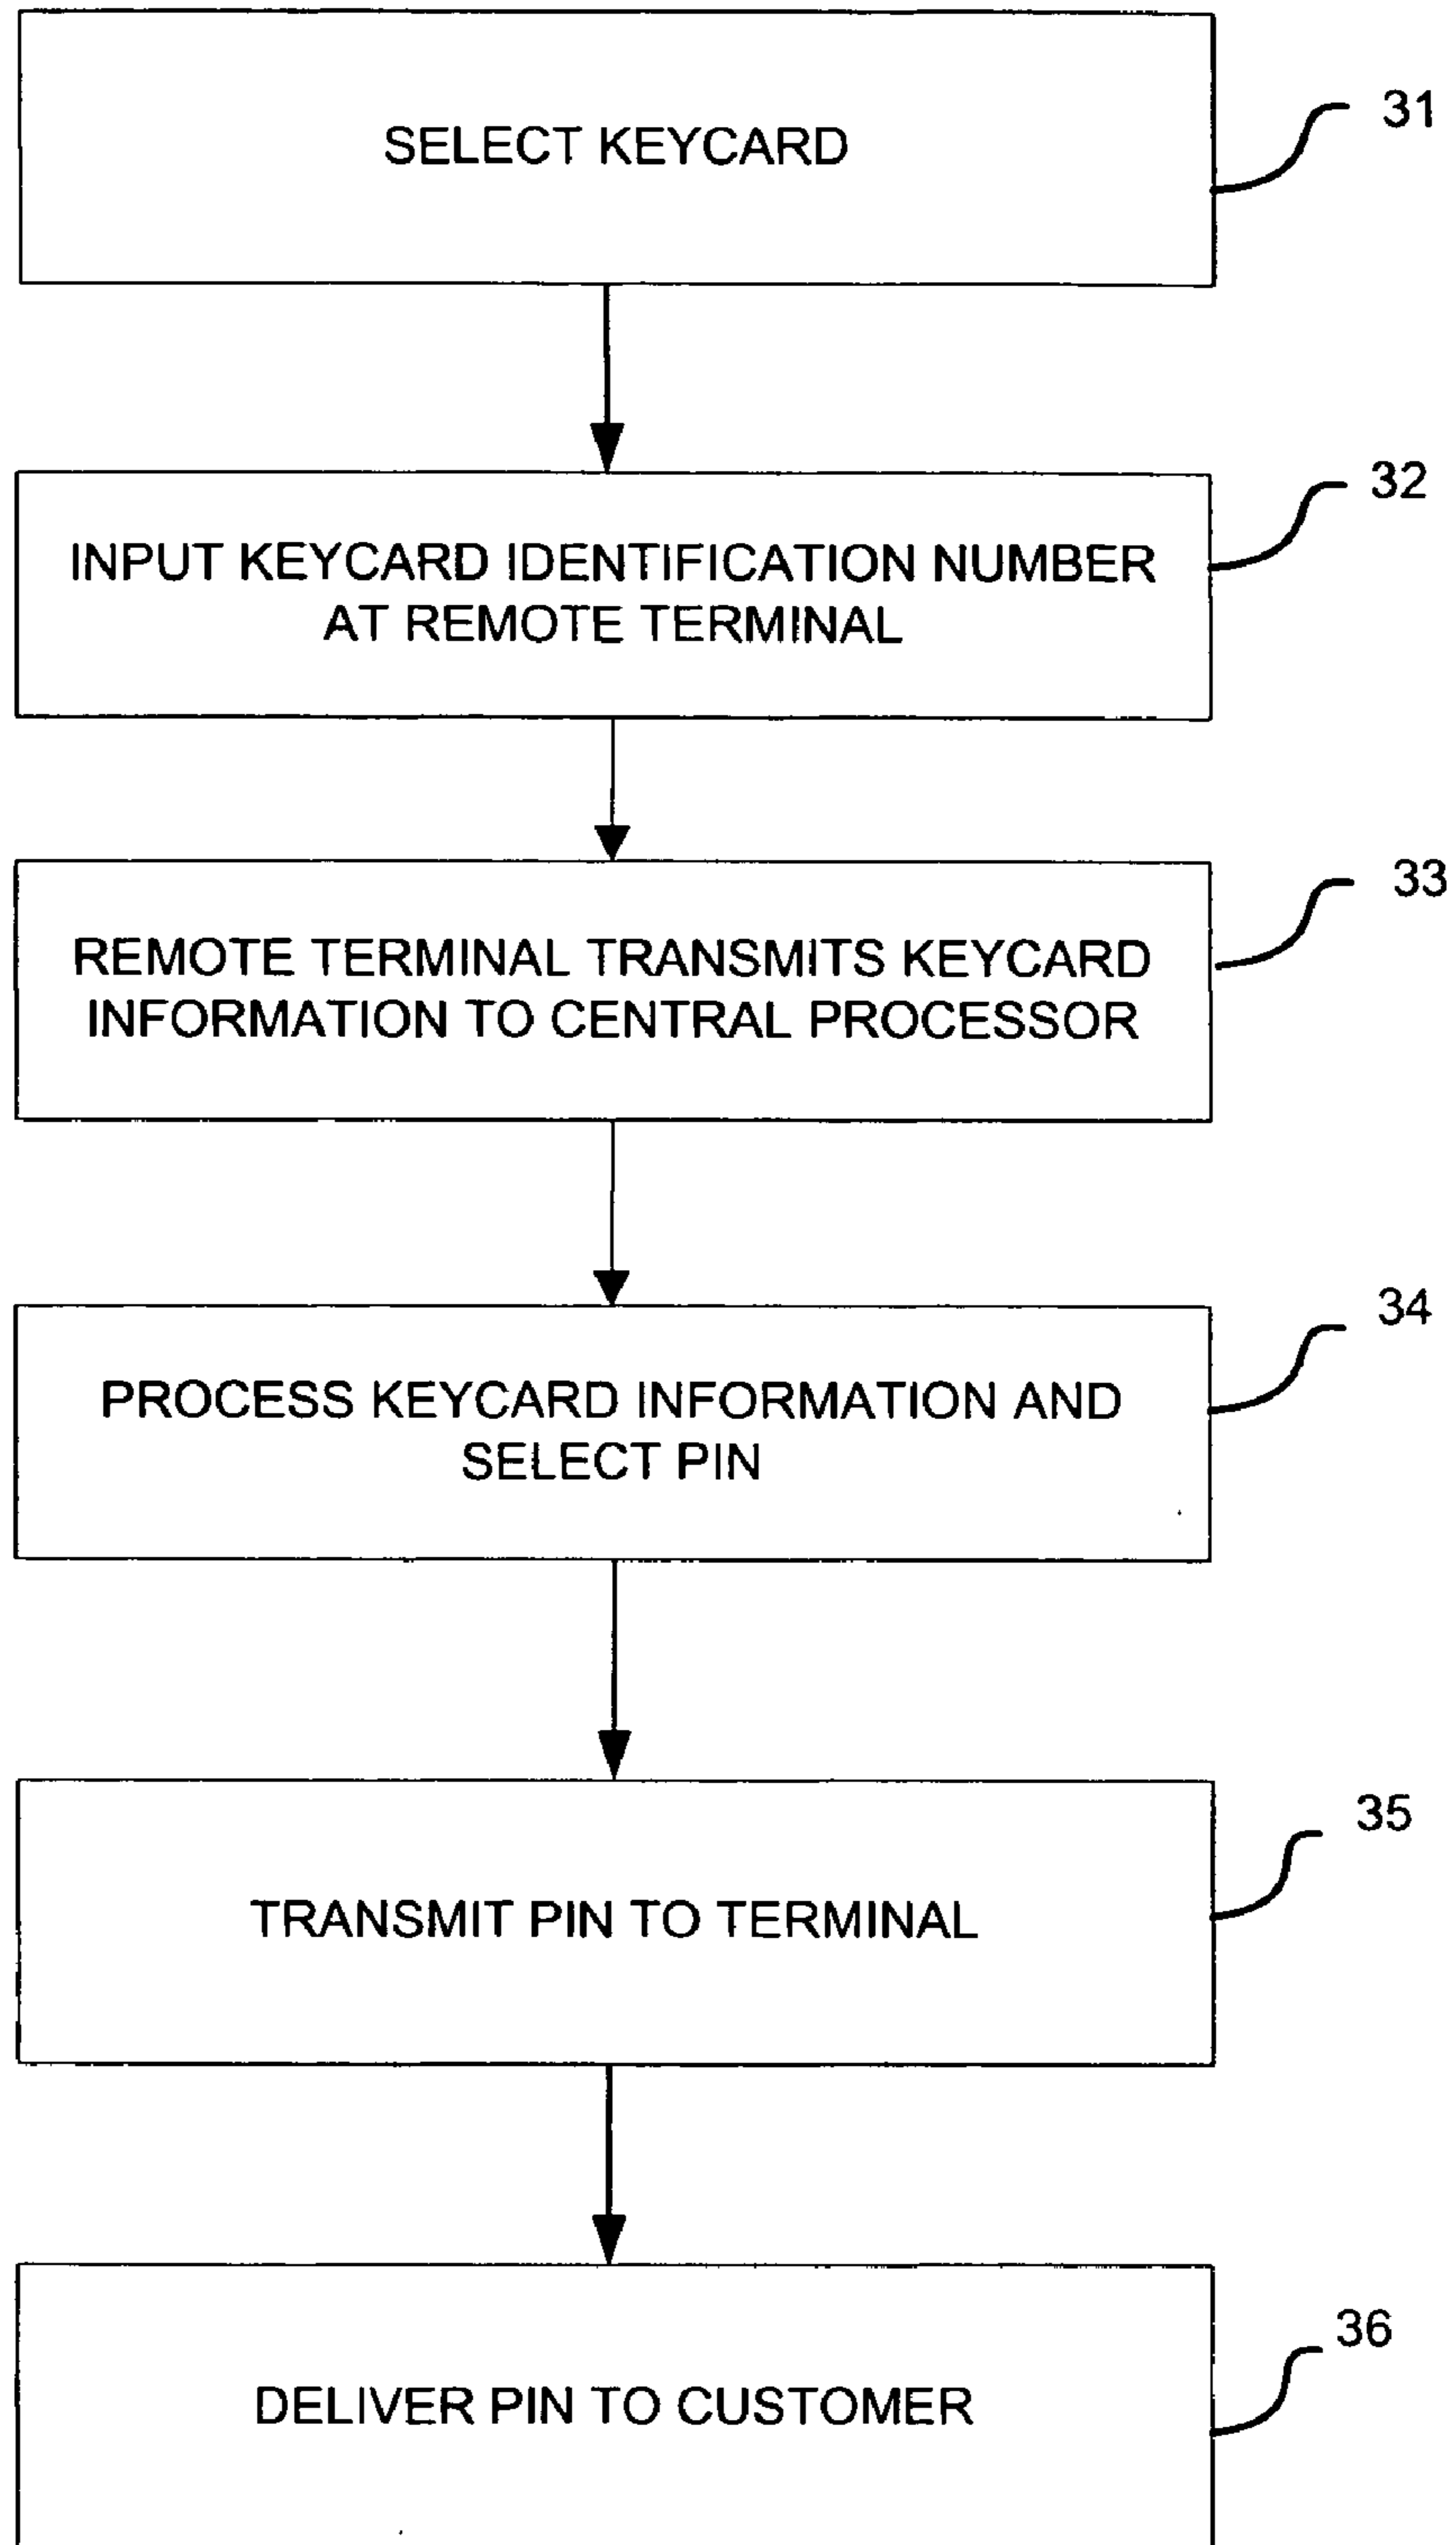 SELECT KEYCARD
31
INPUT KEYCARD IDENTIFICATION NUMBER
AT REMOTE TERMINAL
32
REMOTE TERMINAL TRANSMITS KEYCARD
INFORMATION TO CENTRAL PROCESSOR
33
PROCESS KEYCARD INFORMATION AND
SELECT PIN
34
TRANSMIT PIN TO TERMINAL
35
DELIVER PIN TO CUSTOMER
36